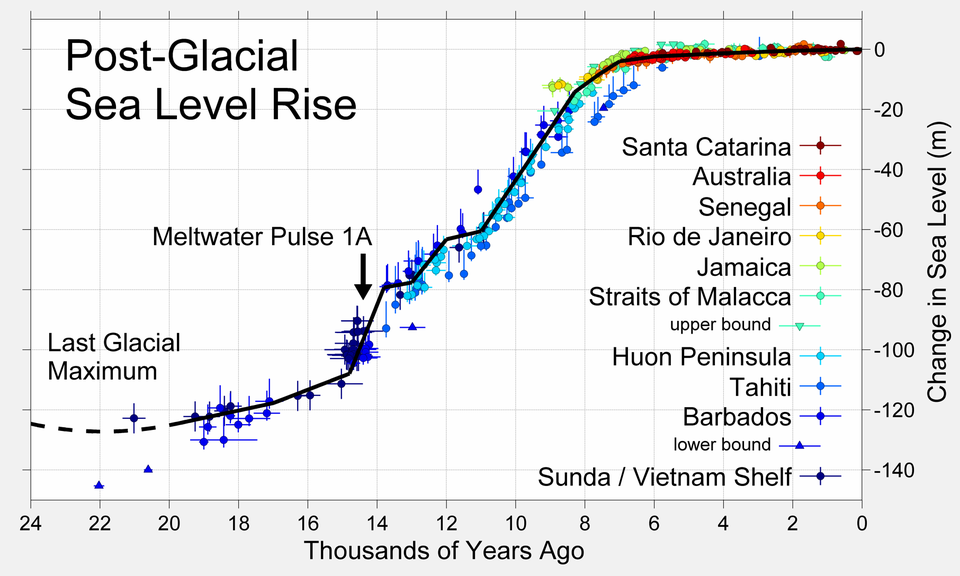 Post-Glacial
Sea Level Rise
Meltwater Pulse 1A
Last Glacial
Maximum
Santa Catarina
Australia
Senegal
Rio de Janeiro
Jamaica
Straits of Malacca
upper bound
Huon Peninsula
Tahiti
Barbados
lower bound
Sunda / Vietnam Shelf
0
-20
-40
-60
-80
-100
-120
-140
Change in Sea Level (m)
24 22 20 18 16 14 12 10 8 6 4 2 0
Thousands of Years Ago